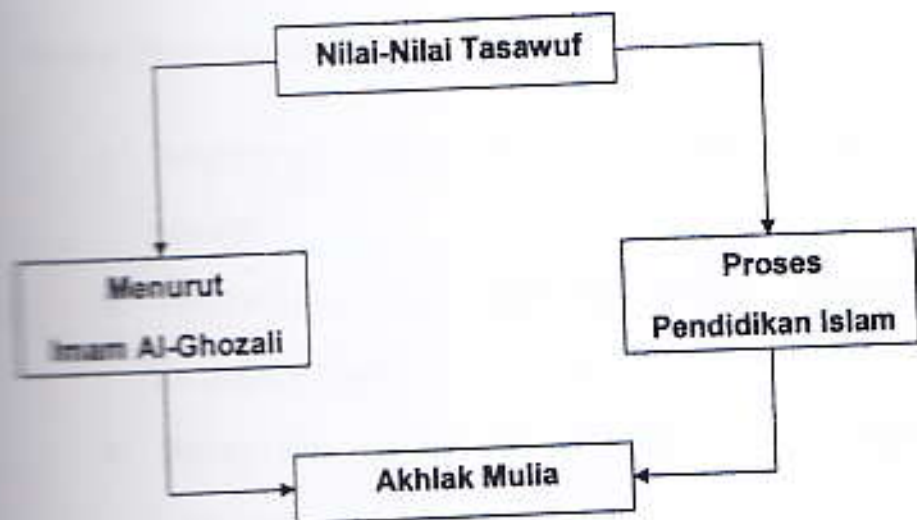 Nilai-Nilai Tasawuf
Menurut
Imam Al-Ghozali
Proses
Pendidikan Islam
Akhlak Mulia